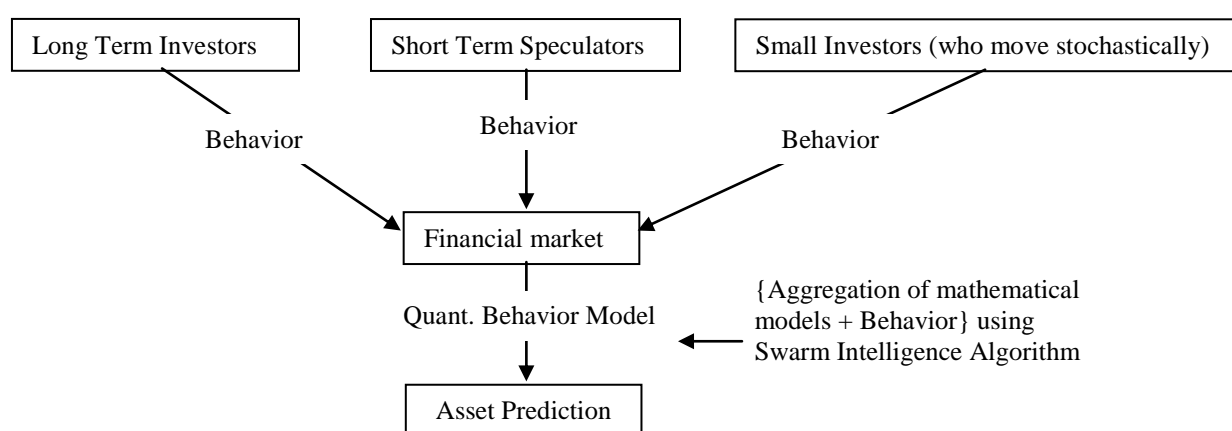 Long Term Investors
Short Term Speculators
Small Investors (who move stochastically)
Behavior
Behavior
Behavior
Financial market
Quant. Behavior Model
{Aggregation of mathematical
models + Behavior} using
Swarm Intelligence Algorithm
Asset Prediction